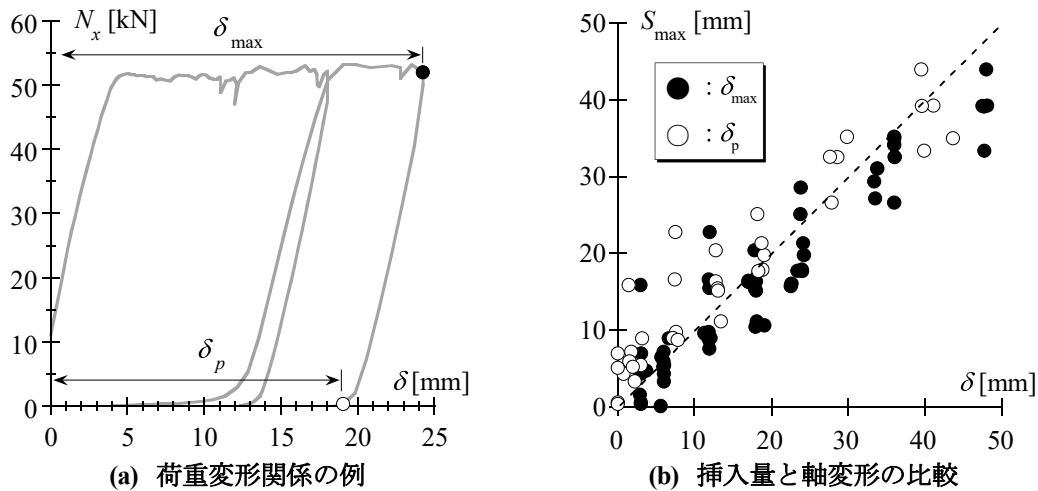 N_x [kN]
60
50
40
30
20
10
0
δ_max
δ_p
δ [mm]
0 5 10 15 20 25
(a) 荷重変形関係の例
S_max [mm]
50
40
30
20
10
0
: δ_max
: δ_p
δ [mm]
0 10 20 30 40 50
(b) 挿入量と軸変形の比較